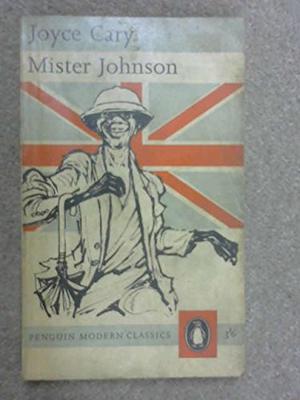 Joyce Cary
Mister Johnson
PENGUIN MODERN CLASSICS
3'6